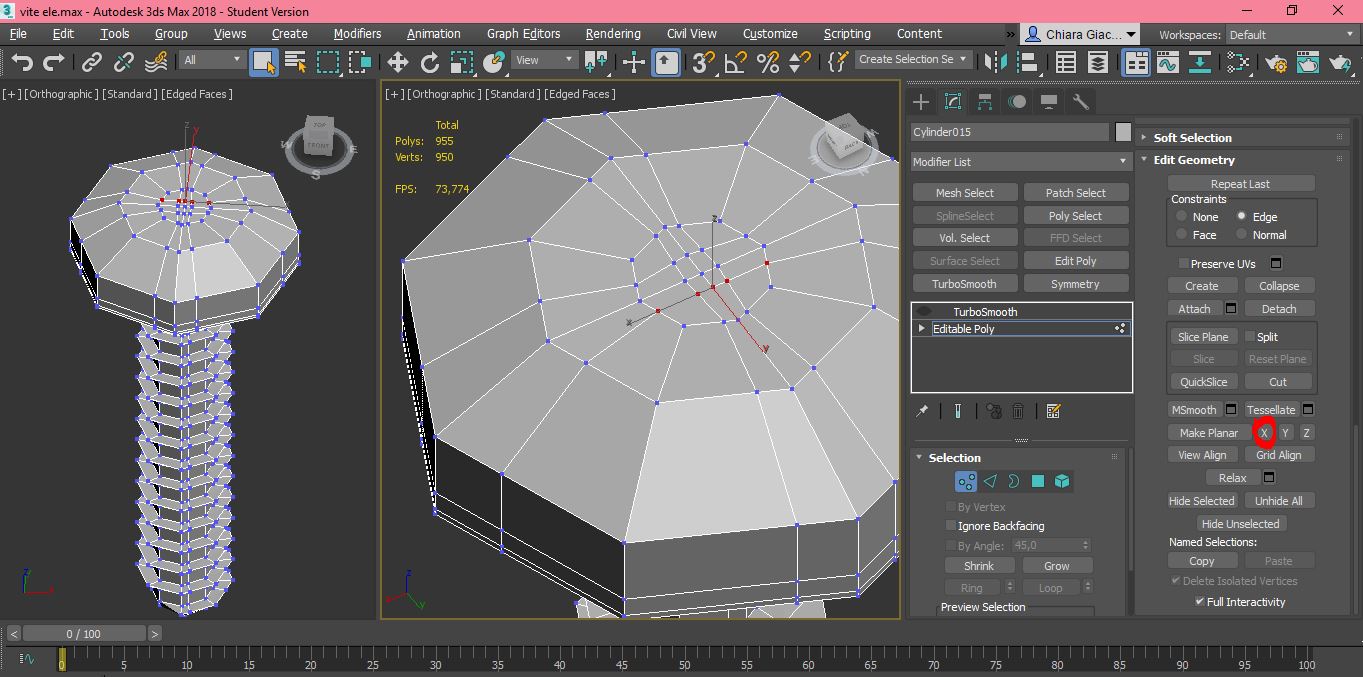 3 vite ele.max - Autodesk 3ds Max 2018 - Student Version
File Edit Tools Group Views Create Modifiers Animation Graph Editors Rendering Civil View Customize Scripting Content » Chiara Giac... Workspaces: Default
All View Create Selection Se
[+] [Orthographic] [Standard] [Edged Faces]
TOP
FRONT
W
E
S
z
y
x
z
x
[+] [Orthographic] [Standard] [Edged Faces]
Total
Polys: 955
Verts: 950
FPS: 73,774
z
x
y
z
x
y
Cylinder015
Modifier List
Mesh Select Patch Select
SplineSelect Poly Select
Vol. Select FFD Select
Surface Select Edit Poly
TurboSmooth Symmetry
TurboSmooth
Editable Poly
Selection
By Vertex
Ignore Backfacing
By Angle: 45,0
Shrink Grow
Ring Loop
Preview Selection
Soft Selection
Edit Geometry
Repeat Last
Constraints
None Edge
Face Normal
Preserve UVs
Create Collapse
Attach Detach
Slice Plane Split
Slice Reset Plane
QuickSlice Cut
MSmooth Tessellate
Make Planar X Y Z
View Align Grid Align
Relax
Hide Selected Unhide All
Hide Unselected
Named Selections:
Copy Paste
Delete Isolated Vertices
Full Interactivity
< 0 / 100 >
0 5 10 15 20 25 30 35 40 45 50 55 60 65 70 75 80 85 90 95 100